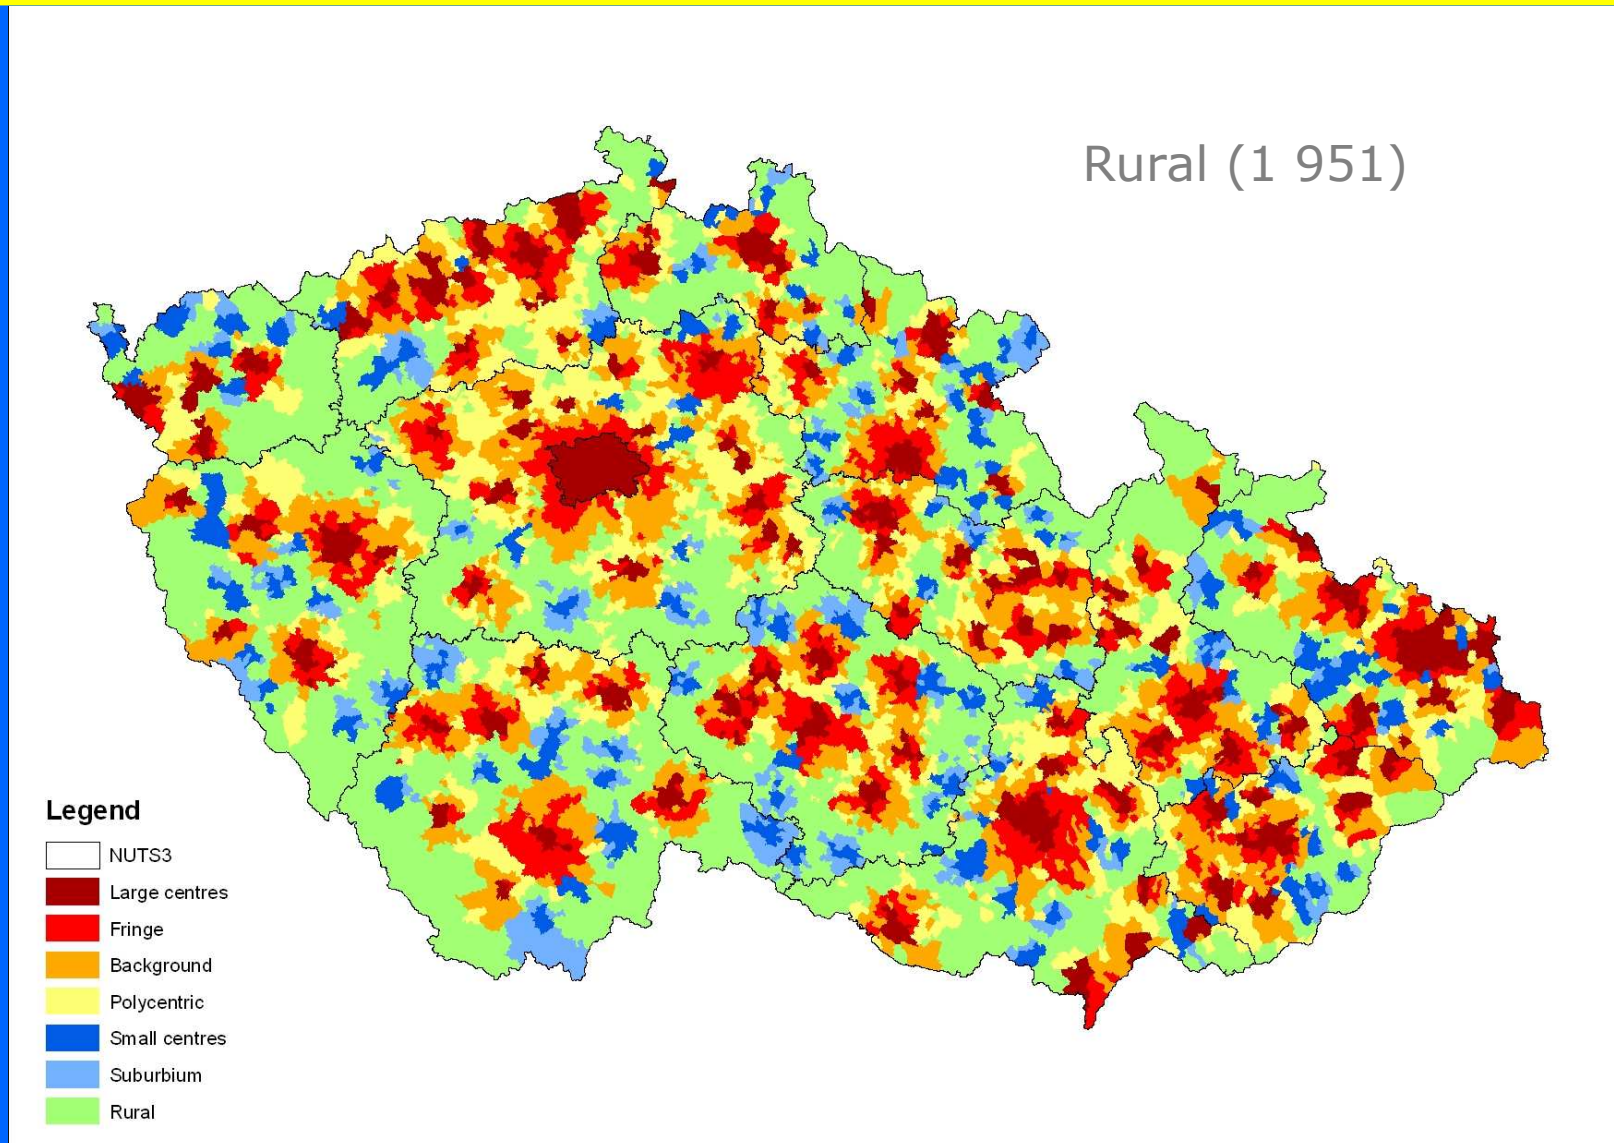 Rural (1 951)
Legend
NUTS3
Large centres
Fringe
Background
Polycentric
Small centres
Suburbium
Rural